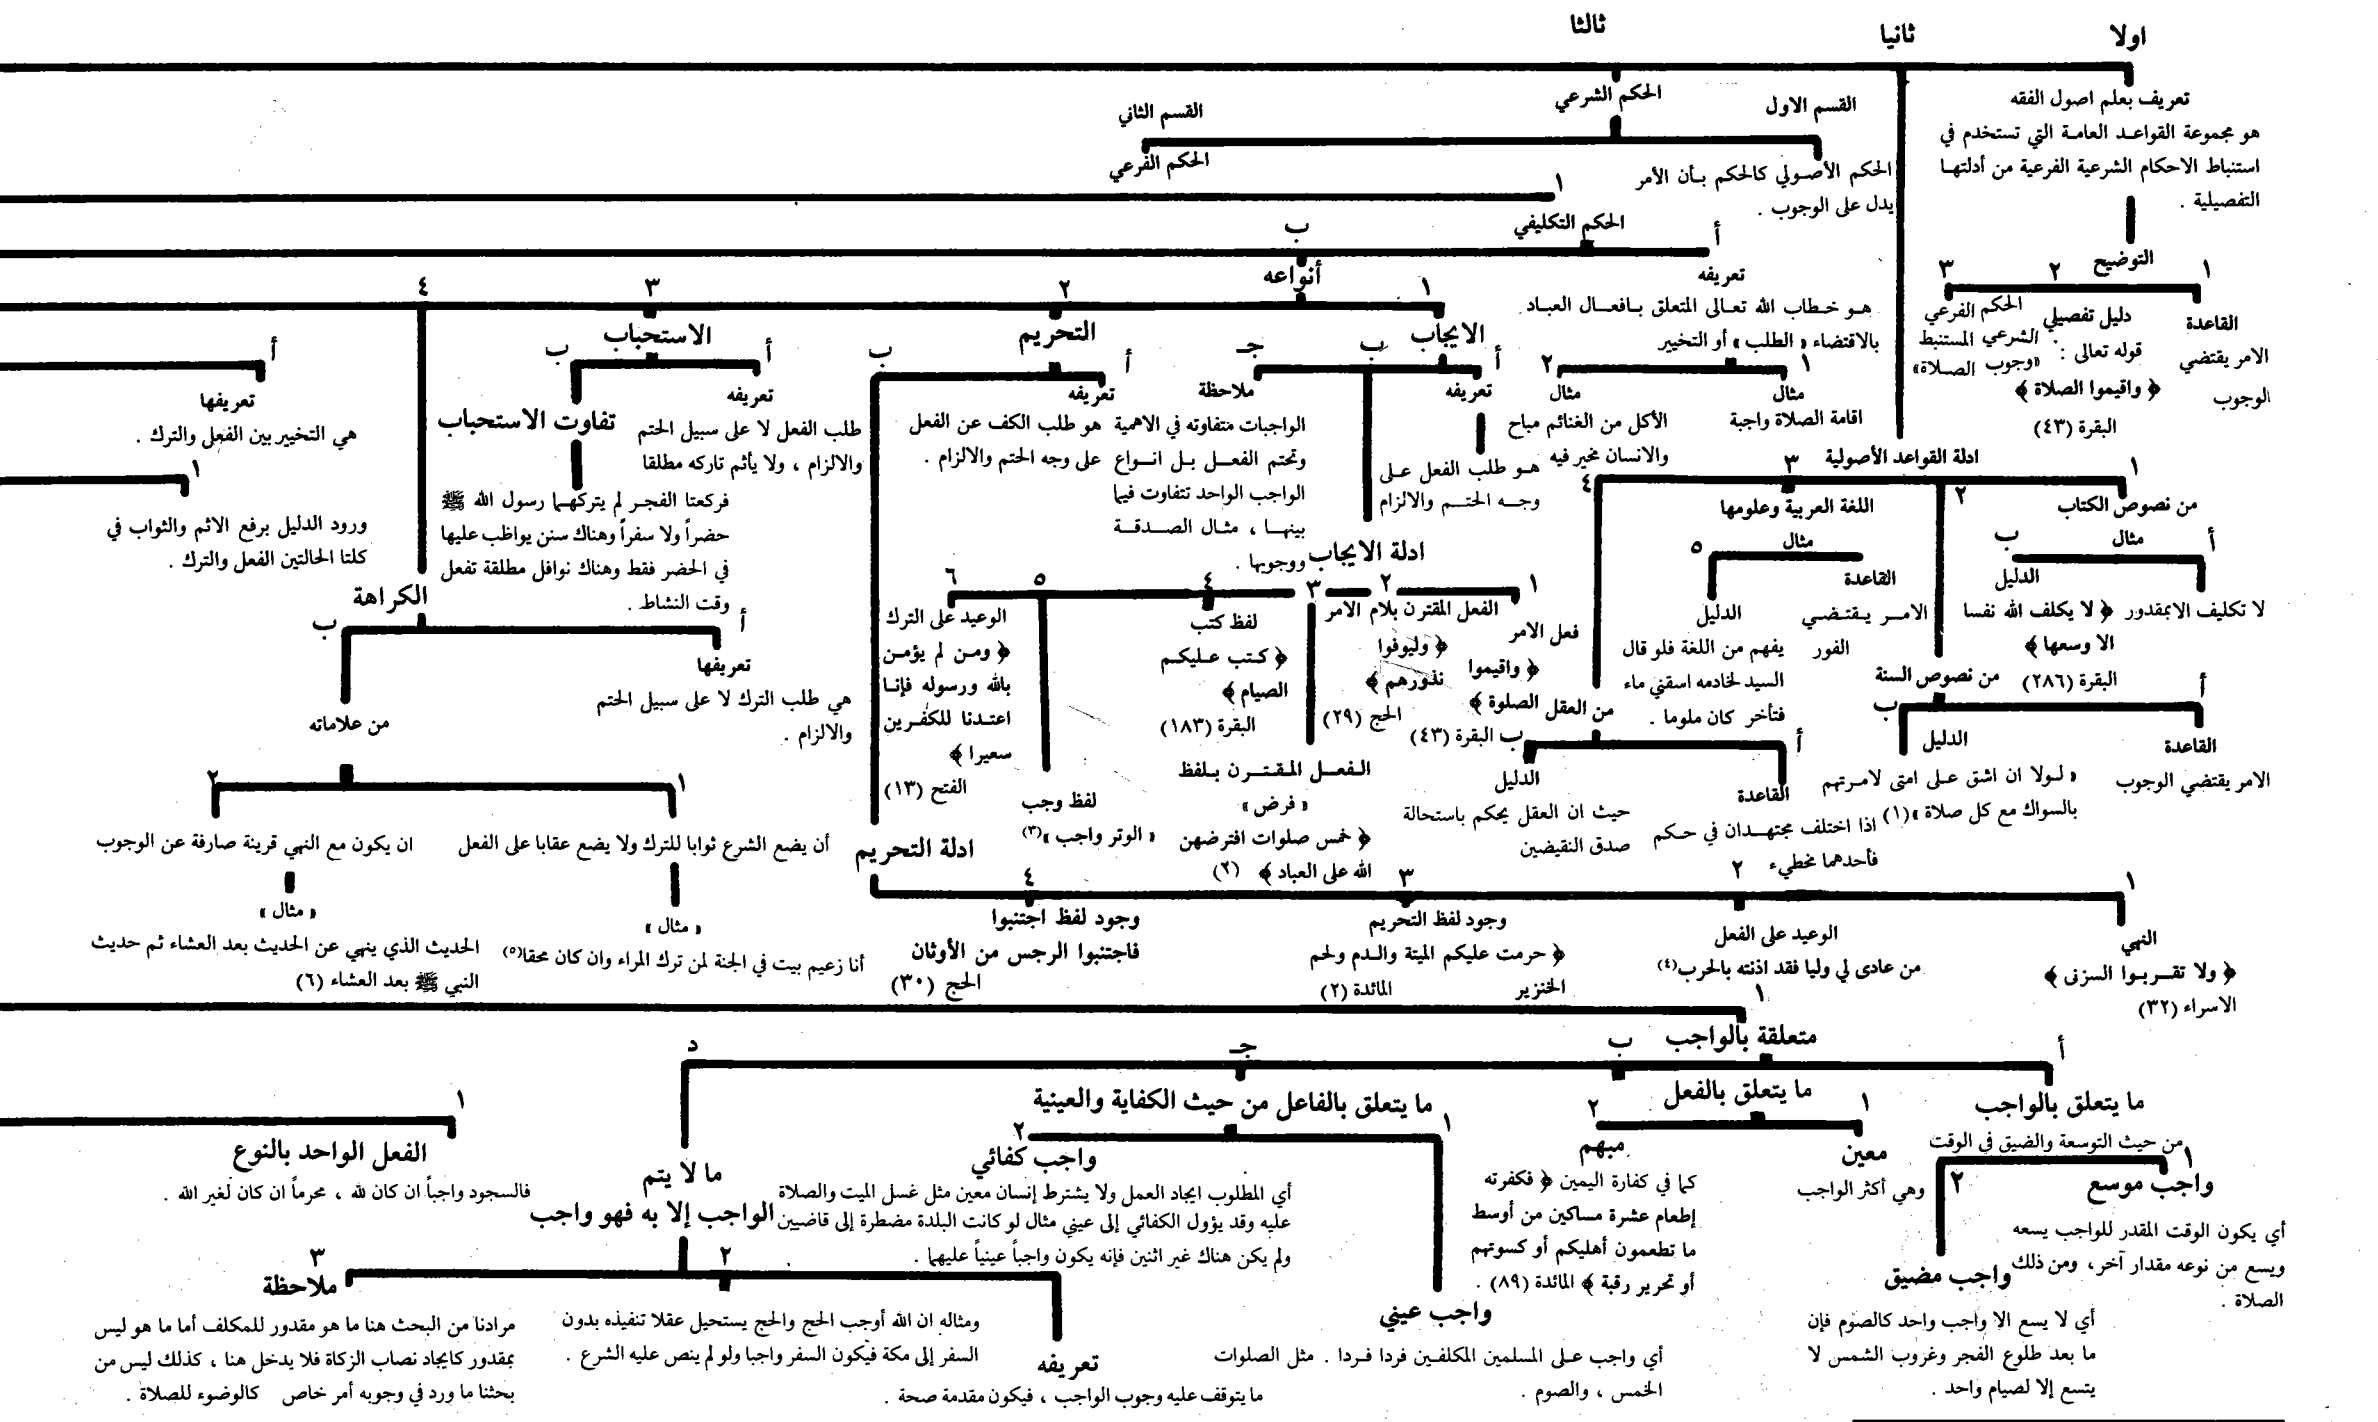 اولا
ثانيا
ثالثا
تعريف بعلم اصول الفقه
هو مجموعة القواعد العامة التي تستخدم في
استنباط الاحكام الشرعية الفرعية من أدلتها
التفصيلية .
التوضيح
١
٢
٣
القاعدة
الامر يقتضي
الوجوب
دليل تفصيلي
قوله تعالى :
﴿ واقيموا الصلاة ﴾
البقرة (٤٣)
الحكم الفرعي
الشرعي المستنبط
«وجوب الصلاة»
ادلة القواعد الأصولية
١
٢
٣
٤
من نصوص الكتاب
أ
مثال
ب
لا تكليف الا بمقدور
الدليل
﴿ لا يكلف الله نفسا
الا وسعها ﴾
البقرة (٢٨٦)
من نصوص السنة
أ
ب
القاعدة
الامر يقتضي الوجوب
الدليل
« لولا ان اشق على امتى لامرتهم
بالسواك مع كل صلاة »(١)
اللغة العربية وعلومها
مثال
٥
القاعدة
الامر يقتضي
الفور
الدليل
يفهم من اللغة فلو قال
السيد لخادمه اسقني ماء
فتأخر كان ملوما .
من العقل
أ
ب
القاعدة
اذا اختلف مجتهدان في حكم
فأحدهما مخطيء
الدليل
حيث ان العقل يحكم باستحالة
صدق النقيضين
الحكم الشرعي
القسم الاول
القسم الثاني
الحكم الأصولي كالحكم بأن الأمر
يدل على الوجوب .
الحكم الفرعي
١
الحكم التكليفي
أ
ب
تعريفه
هو خطاب الله تعالى المتعلق بافعال العباد
بالاقتضاء « الطلب » أو التخيير
١
٢
مثال
اقامة الصلاة واجبة
مثال
الأكل من الغنائم مباح
والانسان مخير فيه
أنواعه
١
٢
٣
٤
الايجاب
أ
ب
جـ
تعريفه
هو طلب الفعل على
وجه الحتم والالزام
ملاحظة
الواجبات متفاوته في الاهمية
وتحتم الفعل بل انواع
الواجب الواحد تتفاوت فيما
بينها ، مثال الصدقة
ووجوبها .
ادلة الايجاب
١
٢
٣
٤
٥
٦
فعل الامر
﴿ واقيموا
الصلوة ﴾
البقرة (٤٣)
الفعل المقترن بلام الامر
﴿ وليوفوا
نذورهم ﴾
الحج (٢٩)
الفعل المقترن بلفظ
« فرض »
﴿ خمس صلوات افترضهن
الله على العباد ﴾ (٢)
لفظ كتب
﴿ كتب عليكم
الصيام ﴾
البقرة (١٨٣)
لفظ وجب
« الوتر واجب »(٣)
الوعيد على الترك
﴿ ومن لم يؤمن
بالله ورسوله فإنا
اعتدنا للكفرين
سعيرا ﴾
الفتح (١٣)
التحريم
أ
ب
تعريفه
هو طلب الكف عن الفعل
على وجه الحتم والالزام .
ادلة التحريم
١
٢
٣
٤
النهي
﴿ ولا تقربوا الزنى ﴾
الاسراء (٣٢)
الوعيد على الفعل
من عادى لي وليا فقد اذنته بالحرب(٤)
وجود لفظ التحريم
﴿ حرمت عليكم الميتة والدم ولحم
الخنزير المائدة (٢)
وجود لفظ اجتنبوا
فاجتنبوا الرجس من الأوثان
الحج (٣٠)
الاستحباب
أ
ب
تعريفه
طلب الفعل لا على سبيل الحتم
والالزام ، ولا يأثم تاركه مطلقا
تفاوت الاستحباب
فركعتا الفجر لم يتركهما رسول الله ﷺ
حضراً ولا سفراً وهناك سنن يواظب عليها
في الحضر فقط وهناك نوافل مطلقة تفعل
وقت النشاط .
الكراهة
أ
ب
تعريفها
هي طلب الترك لا على سبيل الحتم
والالزام .
من علاماته
١
٢
أن يضع الشرع ثوابا للترك ولا يضع عقابا على الفعل
« مثال »
أنا زعيم بيت في الجنة لمن ترك المراء وان كان محقا(٥)
ان يكون مع النهي قرينة صارفة عن الوجوب
« مثال »
الحديث الذي ينهي عن الحديث بعد العشاء ثم حديث
النبي ﷺ بعد العشاء (٦)
أ
تعريفها
هي التخيير بين الفعل والترك .
١
ورود الدليل برفع الاثم والثواب في
كلتا الحالتين الفعل والترك .
١
متعلقة بالواجب
أ
ب
جـ
د
ما يتعلق بالواجب
من حيث التوسعة والضيق في الوقت
١
٢
واجب موسع
أي يكون الوقت المقدر للواجب يسعه
ويسع من نوعه مقدار آخر، ومن ذلك
الصلاة .
واجب مضيق
أي لا يسع الا واجب واحد كالصوم فإن
ما بعد طلوع الفجر وغروب الشمس لا
يتسع إلا لصيام واحد .
ما يتعلق بالفعل
١
٢
معين
وهي أكثر الواجب
مبهم
كما في كفارة اليمين ﴿ فكفرته
إطعام عشرة مساكين من أوسط
ما تطعمون أهليكم أو كسوتهم
أو تحرير رقبة ﴾ المائدة (٨٩) .
ما يتعلق بالفاعل من حيث الكفاية والعينية
١
٢
واجب عيني
أي واجب على المسلمين المكلفين فردا فردا . مثل الصلوات
الخمس ، والصوم .
واجب كفائي
أي المطلوب ايجاد العمل ولا يشترط إنسان معين مثل غسل الميت والصلاة
عليه وقد يؤول الكفائي إلى عيني مثال لو كانت البلدة مضطرة إلى قاضيين
ولم يكن هناك غير اثنين فإنه يكون واجباً عينياً عليهما .
ما لا يتم
الواجب إلا به فهو واجب
٢
٣
تعريفه
ما يتوقف عليه وجوب الواجب ، فيكون مقدمة صحة .
ومثاله ان الله أوجب الحج والحج يستحيل عقلا تنفيذه بدون
السفر إلى مكة فيكون السفر واجبا ولو لم ينص عليه الشرع .
ملاحظة
مرادنا من البحث هنا ما هو مقدور للمكلف أما ما هو ليس
بمقدور كايجاد نصاب الزكاة فلا يدخل هنا ، كذلك ليس من
بحثنا ما ورد في وجوبه أمر خاص كالوضوء للصلاة .
١
الفعل الواحد بالنوع
فالسجود واجباً ان كان لله ، محرماً ان كان لغير الله .